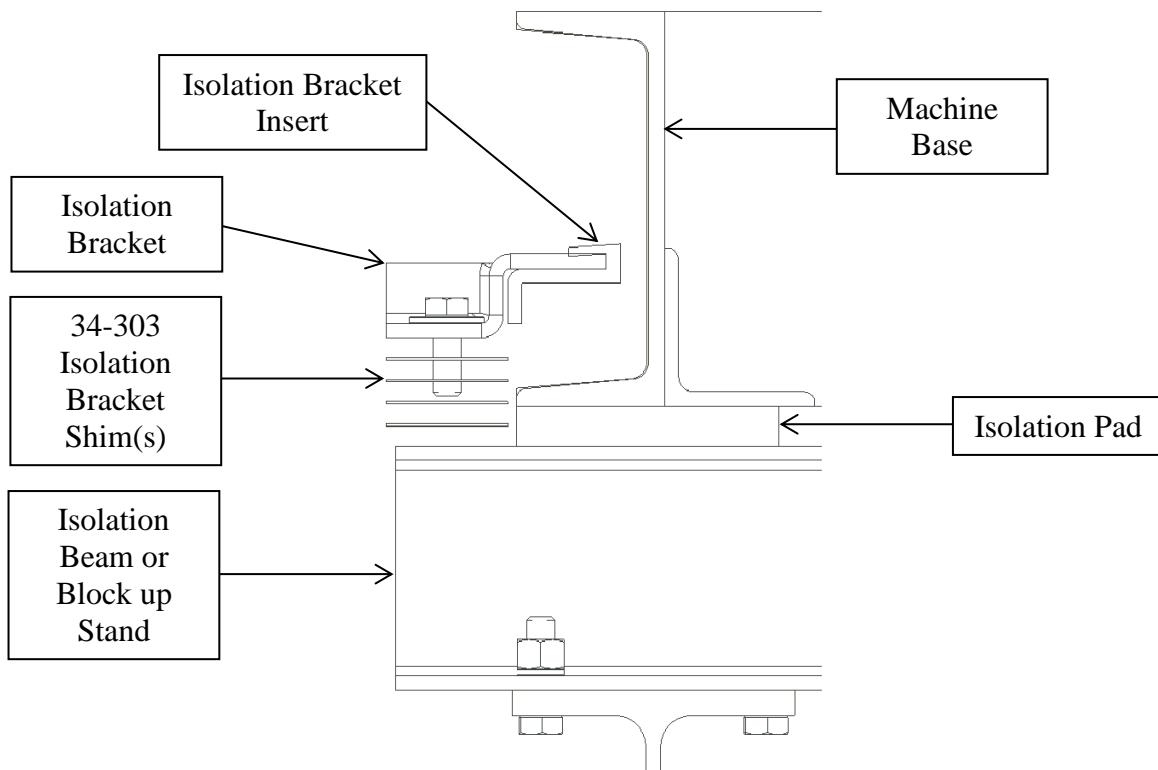 Isolation Bracket
Insert
Machine
Base
Isolation
Bracket
34-303
Isolation
Bracket
Shim(s)
Isolation Pad
Isolation
Beam or
Block up
Stand